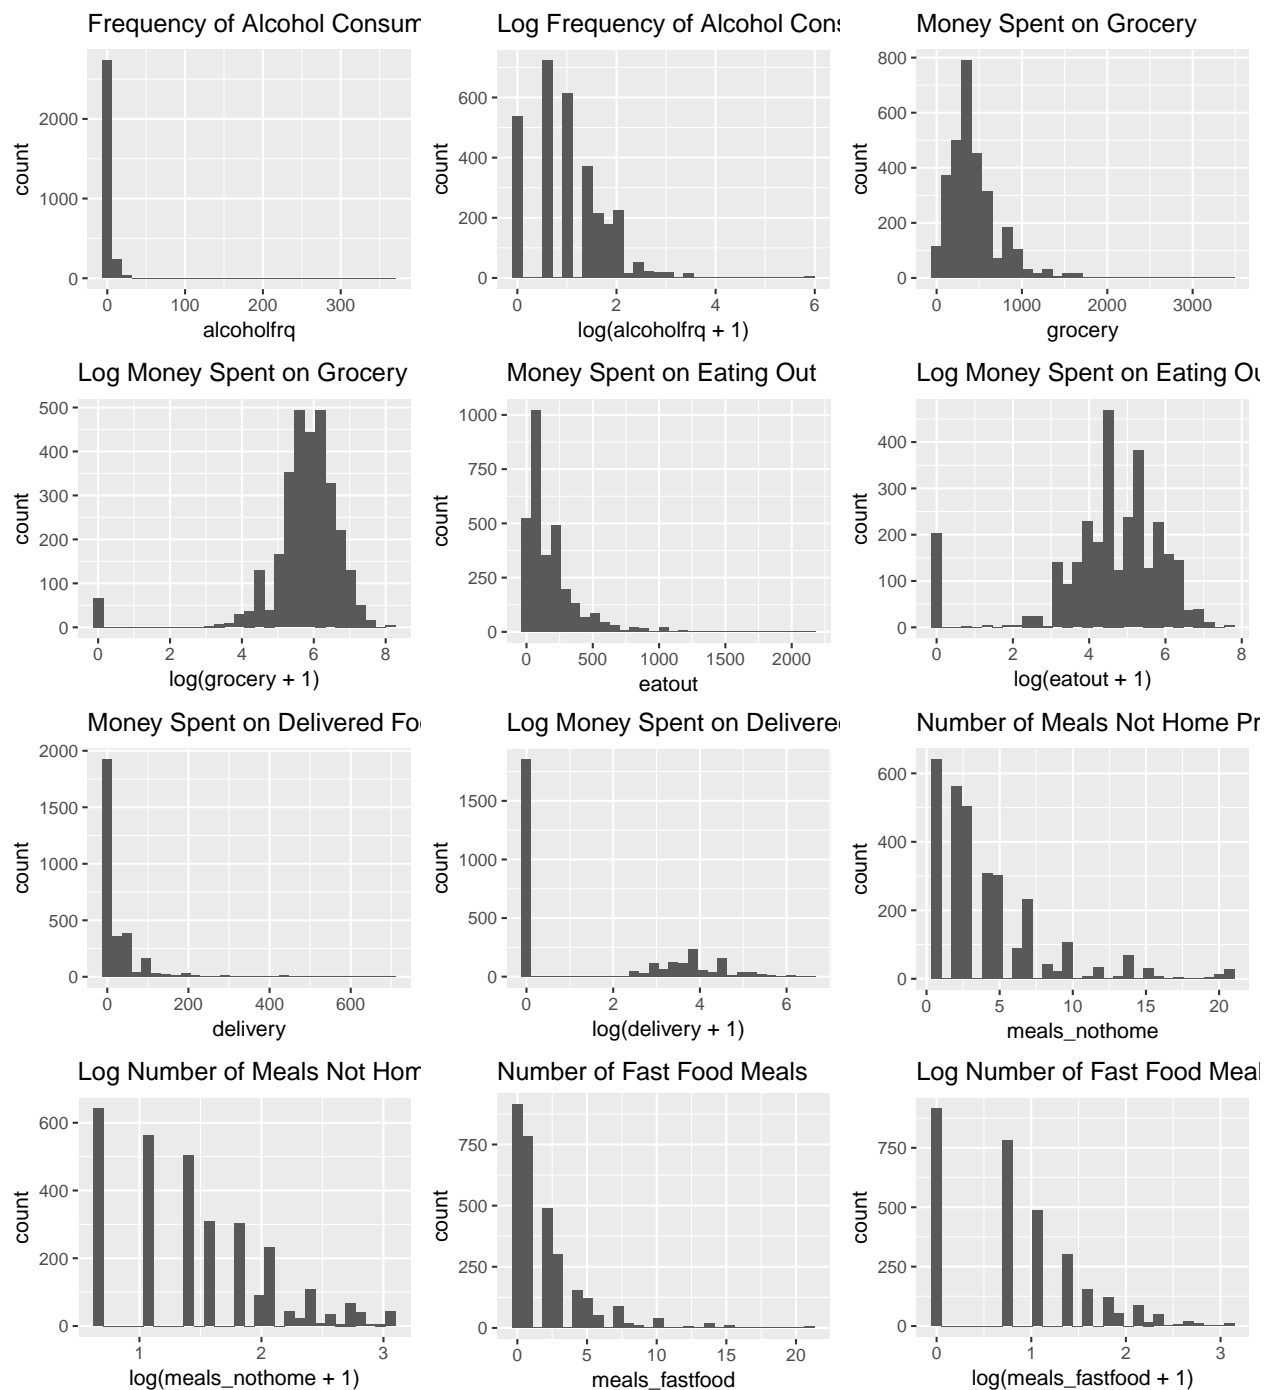 Frequency of Alcohol Consum
Log Frequency of Alcohol Cons
Money Spent on Grocery
count
2000
1000
0
0 100 200 300
alcoholfrq
count
600
400
200
0
0 2 4 6
log(alcoholfrq + 1)
count
800
600
400
200
0
0 1000 2000 3000
grocery
Log Money Spent on Grocery
Money Spent on Eating Out
Log Money Spent on Eating Ou
count
500
400
300
200
100
0
0 2 4 6 8
log(grocery + 1)
count
1000
750
500
250
0
0 500 1000 1500 2000
eatout
count
400
300
200
100
0
0 2 4 6 8
log(eatout + 1)
Money Spent on Delivered Foo
Log Money Spent on Delivered
Number of Meals Not Home Pr
count
2000
1500
1000
500
0
0 200 400 600
delivery
count
1500
1000
500
0
0 2 4 6
log(delivery + 1)
count
600
400
200
0
0 5 10 15 20
meals_nothome
Log Number of Meals Not Hom
Number of Fast Food Meals
Log Number of Fast Food Meal
count
600
400
200
0
1 2 3
log(meals_nothome + 1)
count
750
500
250
0
0 5 10 15 20
meals_fastfood
count
750
500
250
0
0 1 2 3
log(meals_fastfood + 1)